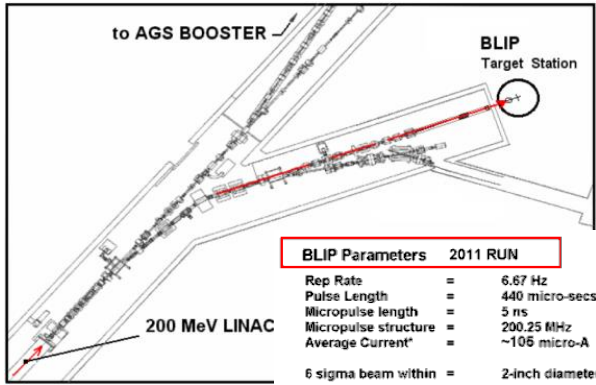 to AGS BOOSTER
BLIP
Target Station
BLIP Parameters 2011 RUN
Rep Rate = 6.67 Hz
Pulse Length = 440 micro-secs
Micropulse length = 5 ns
Micropulse structure = 200.25 MHz
Average Current* = ~106 micro-A
200 MeV LINAC
6 sigma beam within = 2-inch diamete